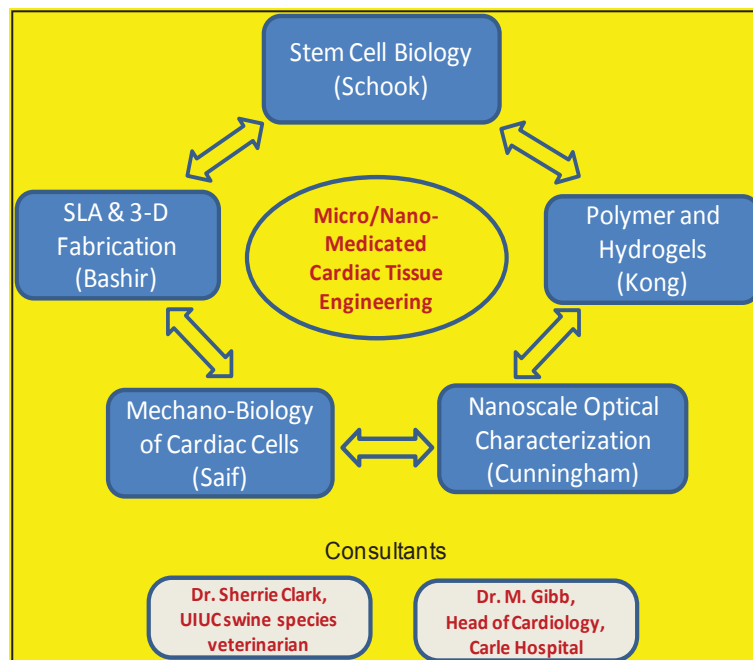 Stem Cell Biology
(Schook)
SLA & 3-D
Fabrication
(Bashir)
Micro/Nano-
Medicated
Cardiac Tissue
Engineering
Polymer and
Hydrogels
(Kong)
Mechano-Biology
of Cardiac Cells
(Saif)
Nanoscale Optical
Characterization
(Cunningham)
Consultants
Dr. Sherrie Clark,
UIUC swine species
veterinarian
Dr. M. Gibb,
Head of Cardiology,
Carle Hospital